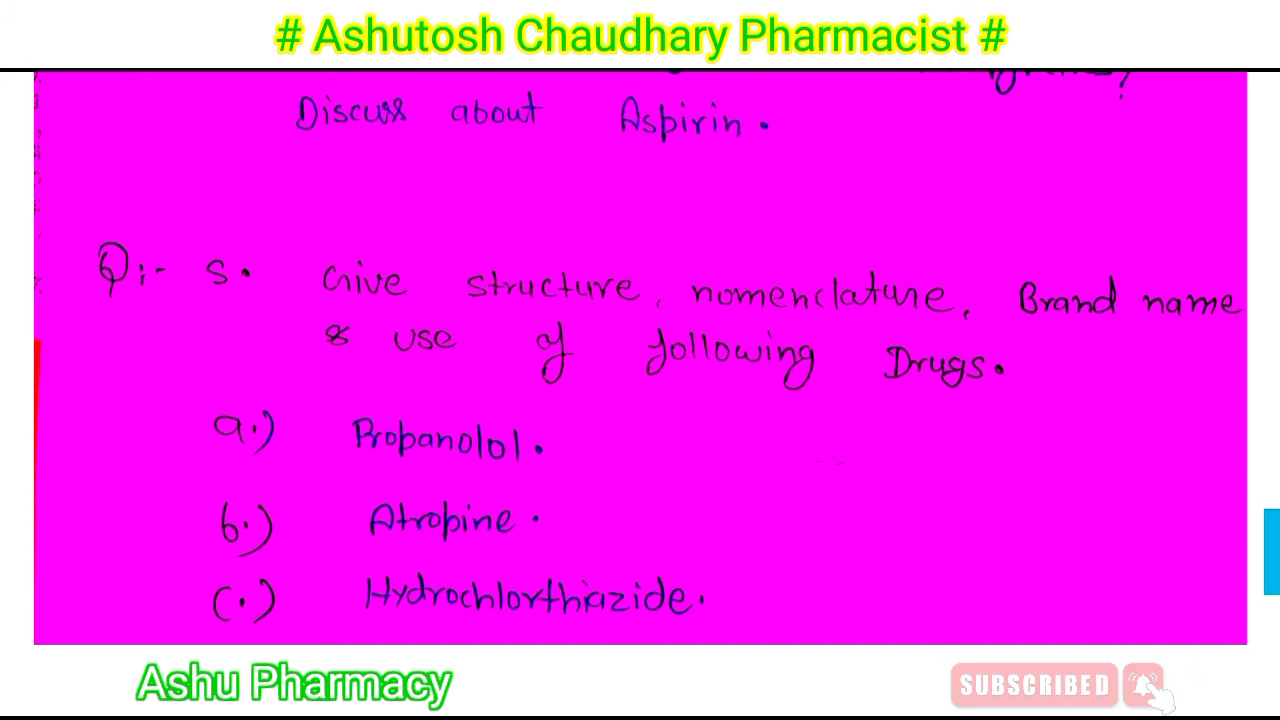 # Ashutosh Chaudhary Pharmacist #
Discuss about Aspirin.
Q:- 5. Give structure, nomenclature, Brand name
& use of following Drugs.
a.) Propanolol.
b.) Atropine.
(c.) Hydrochlorthiazide.
Ashu Pharmacy
SUBSCRIBED